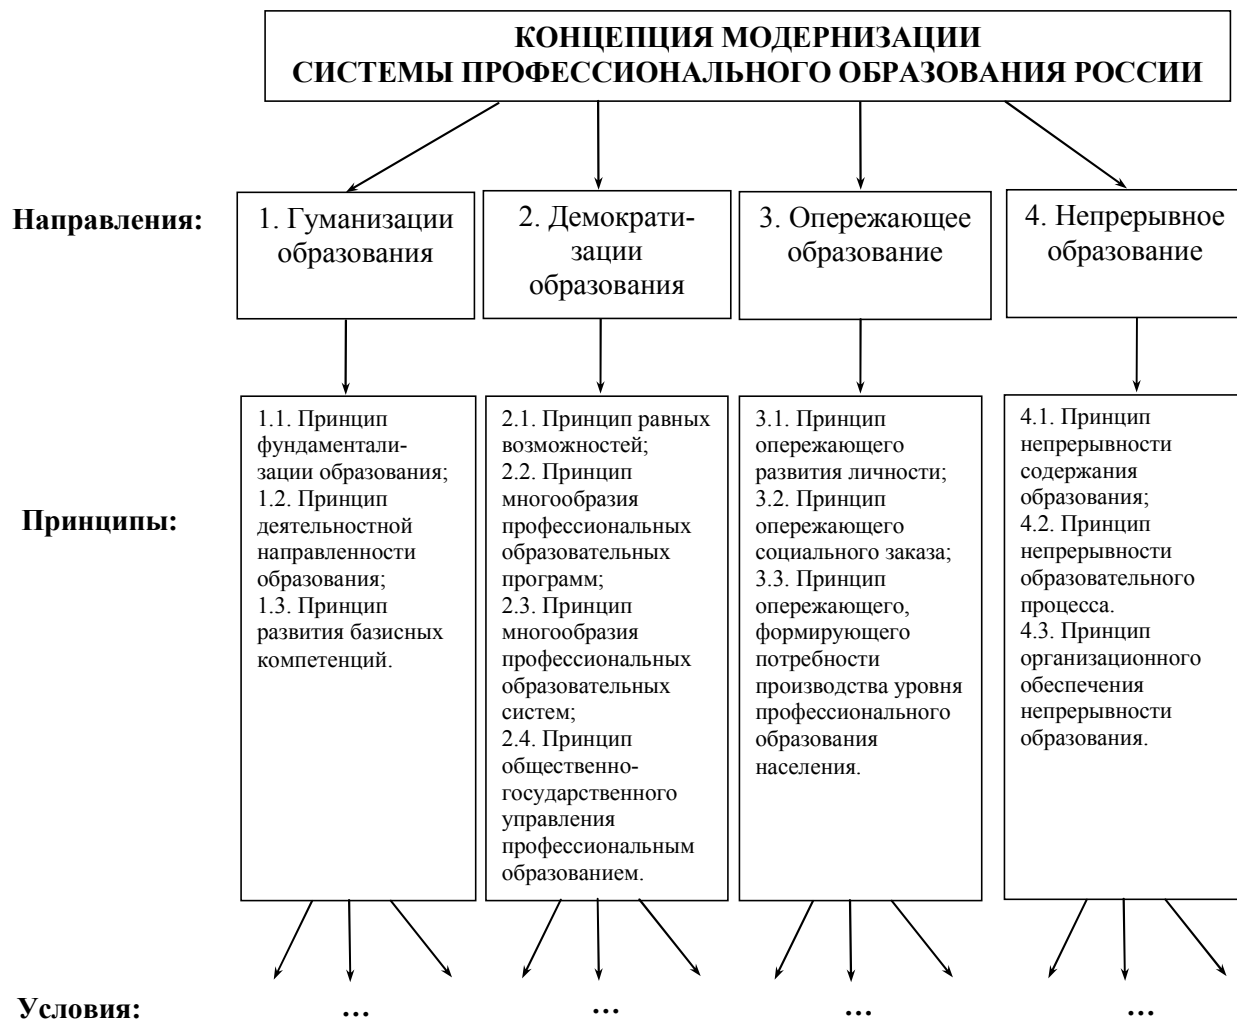 КОНЦЕПЦИЯ МОДЕРНИЗАЦИИ
СИСТЕМЫ ПРОФЕССИОНАЛЬНОГО ОБРАЗОВАНИЯ РОССИИ
Направления:
1. Гуманизации
образования
2. Демократи-
зации
образования
3. Опережающее
образование
4. Непрерывное
образование
Принципы:
1.1. Принцип
фундаментали-
зации образования;
1.2. Принцип
деятельностной
направленности
образования;
1.3. Принцип
развития базисных
компетенций.
2.1. Принцип равных
возможностей;
2.2. Принцип
многообразия
профессиональных
образовательных
программ;
2.3. Принцип
многообразия
профессиональных
образовательных
систем;
2.4. Принцип
общественно-
государственного
управления
профессиональным
образованием.
3.1. Принцип
опережающего
развития личности;
3.2. Принцип
опережающего
социального заказа;
3.3. Принцип
опережающего,
формирующего
потребности
производства уровня
профессионального
образования
населения.
4.1. Принцип
непрерывности
содержания
образования;
4.2. Принцип
непрерывности
образовательного
процесса.
4.3. Принцип
организационного
обеспечения
непрерывности
образования.
Условия:
...
...
...
...